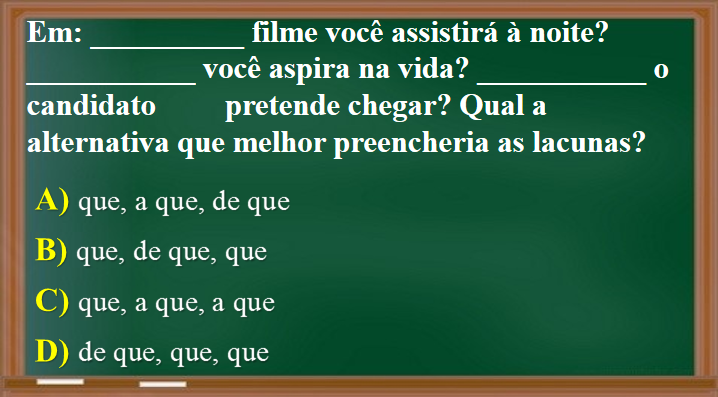 Em: __________ filme você assistirá à noite?
___________ você aspira na vida? ___________ o
candidato pretende chegar? Qual a
alternativa que melhor preencheria as lacunas?
A) que, a que, de que
B) que, de que, que
C) que, a que, a que
D) de que, que, que